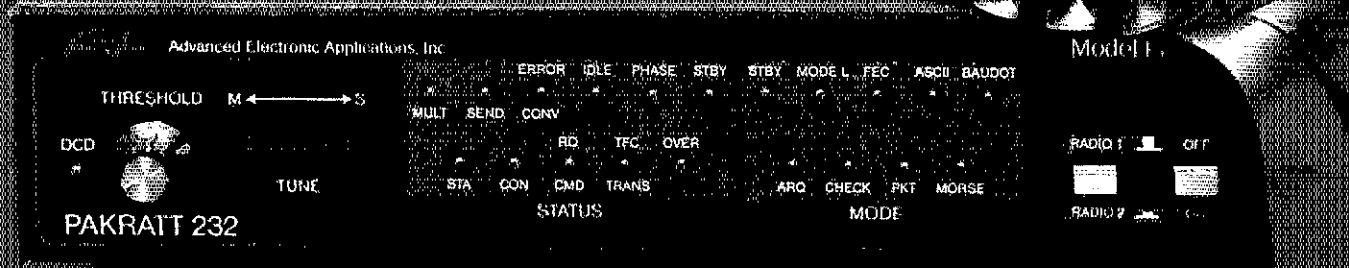 Advanced Electronic Applications, Inc
ERROR IDLE PHASE STBY STBY MODE L FEC ASCII BAUDOT
THRESHOLD M S
MULT SEND CONV
DCD
RQ TFC OVER
RADIO 1 OFF
TUNE
STA CON CMD TRANS
ARQ CHECK PKT MORSE
STATUS MODE
RADIO 2
PAKRATT 232